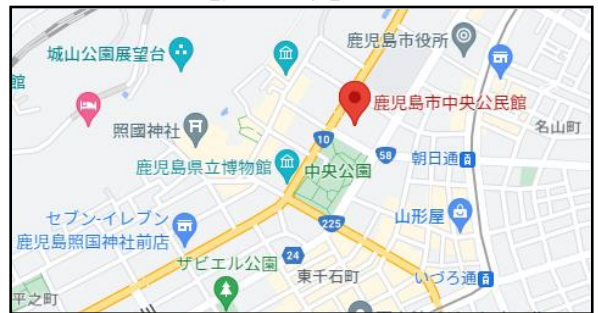 城山公園展望台
鹿児島市役所
館
鹿児島市中央公民館
名山町
照國神社
10
58
朝日通
鹿児島県立博物館
中央公園
225
山形屋
セブン-イレブン
鹿児島照国神社前店
24
ザビエル公園
東千石町
いづろ通
平之町